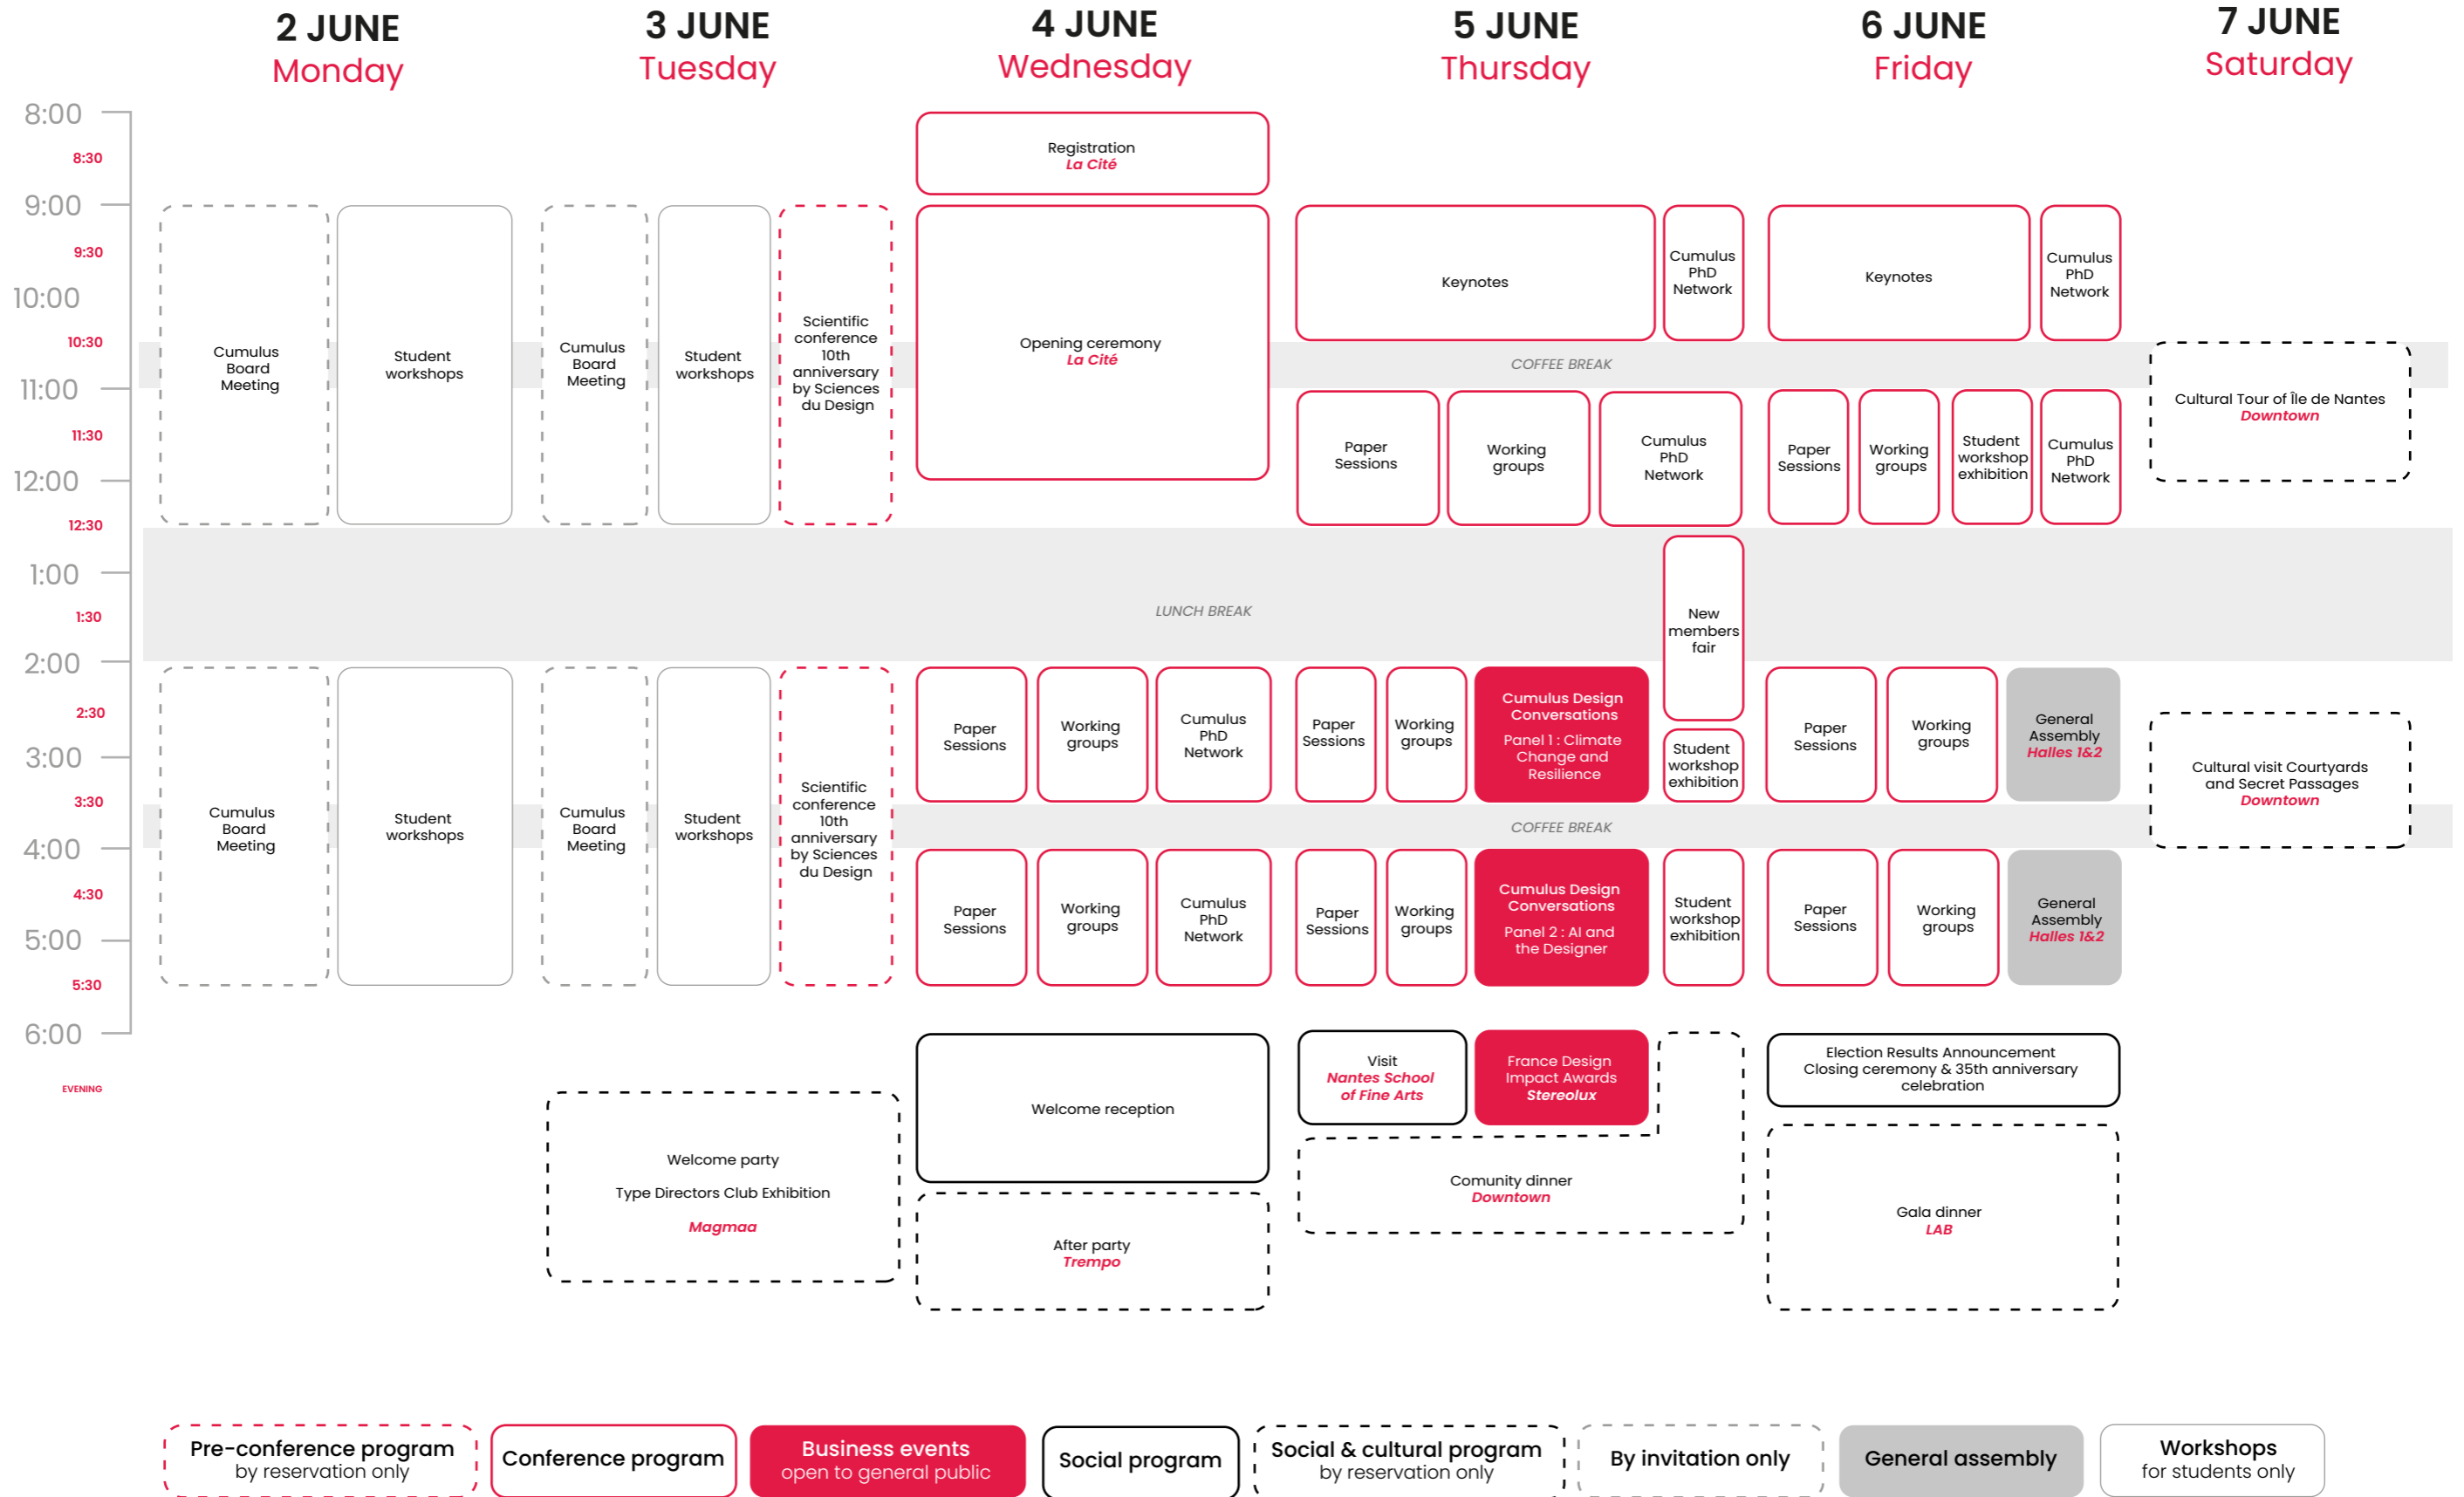 2 JUNE
Monday
3 JUNE
Tuesday
4 JUNE
Wednesday
5 JUNE
Thursday
6 JUNE
Friday
7 JUNE
Saturday
8:00
8:30
9:00
9:30
10:00
10:30
11:00
11:30
12:00
12:30
1:00
1:30
2:00
2:30
3:00
3:30
4:00
4:30
5:00
5:30
6:00
EVENING
Cumulus
Board
Meeting
Student
workshops
Cumulus
Board
Meeting
Student
workshops
Cumulus
Board
Meeting
Student
workshops
Scientific
conference
10th
anniversary
by Sciences
du Design
Cumulus
Board
Meeting
Student
workshops
Scientific
conference
10th
anniversary
by Sciences
du Design
Welcome party
Type Directors Club Exhibition
Magmaa
Registration
La Cité
Opening ceremony
La Cité
LUNCH BREAK
Paper
Sessions
Working
groups
Cumulus
PhD
Network
Paper
Sessions
Working
groups
Cumulus
PhD
Network
Welcome reception
After party
Trempo
Keynotes
Cumulus
PhD
Network
COFFEE BREAK
Paper
Sessions
Working
groups
Cumulus
PhD
Network
New
members
fair
Paper
Sessions
Working
groups
Cumulus Design
Conversations
Panel 1 : Climate
Change and
Resilience
Student
workshop
exhibition
COFFEE BREAK
Paper
Sessions
Working
groups
Cumulus Design
Conversations
Panel 2 : AI and
the Designer
Student
workshop
exhibition
Visit
Nantes School
of Fine Arts
France Design
Impact Awards
Stereolux
Comunity dinner
Downtown
Keynotes
Cumulus
PhD
Network
Paper
Sessions
Working
groups
Student
workshop
exhibition
Cumulus
PhD
Network
Paper
Sessions
Working
groups
General
Assembly
Halles 1&2
Paper
Sessions
Working
groups
General
Assembly
Halles 1&2
Election Results Announcement
Closing ceremony & 35th anniversary
celebration
Gala dinner
LAB
Cultural Tour of Île de Nantes
Downtown
Cultural visit Courtyards
and Secret Passages
Downtown
Pre-conference program
by reservation only
Conference program
Business events
open to general public
Social program
Social & cultural program
by reservation only
By invitation only
General assembly
Workshops
for students only